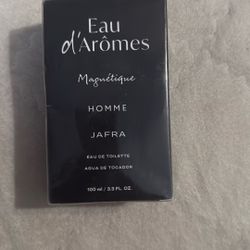 Eau
d'Arômes
Magnétique
HOMME
JAFRA
EAU DE TOILETTE
AGUA DE TOCADOR
100 ml / 3.3 FL. OZ.